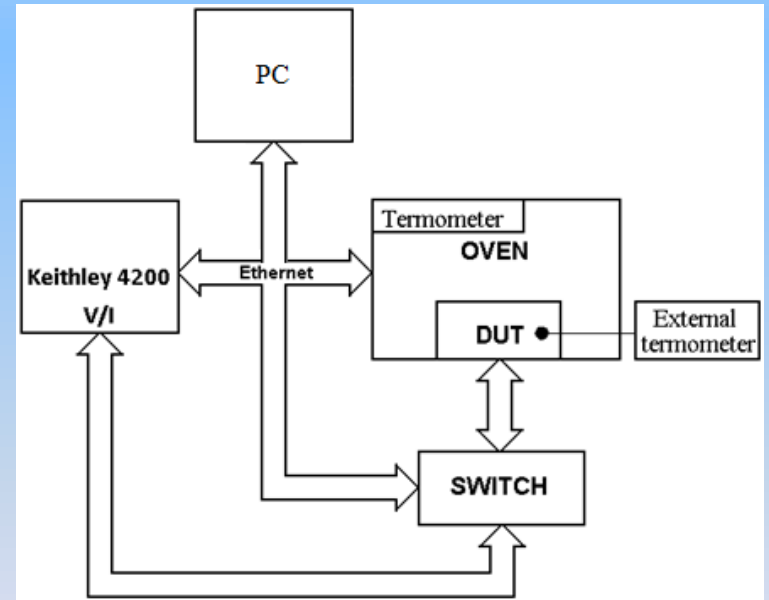 PC
Termometer
OVEN
Keithley 4200
V/I
Ethernet
DUT
External
termometer
SWITCH